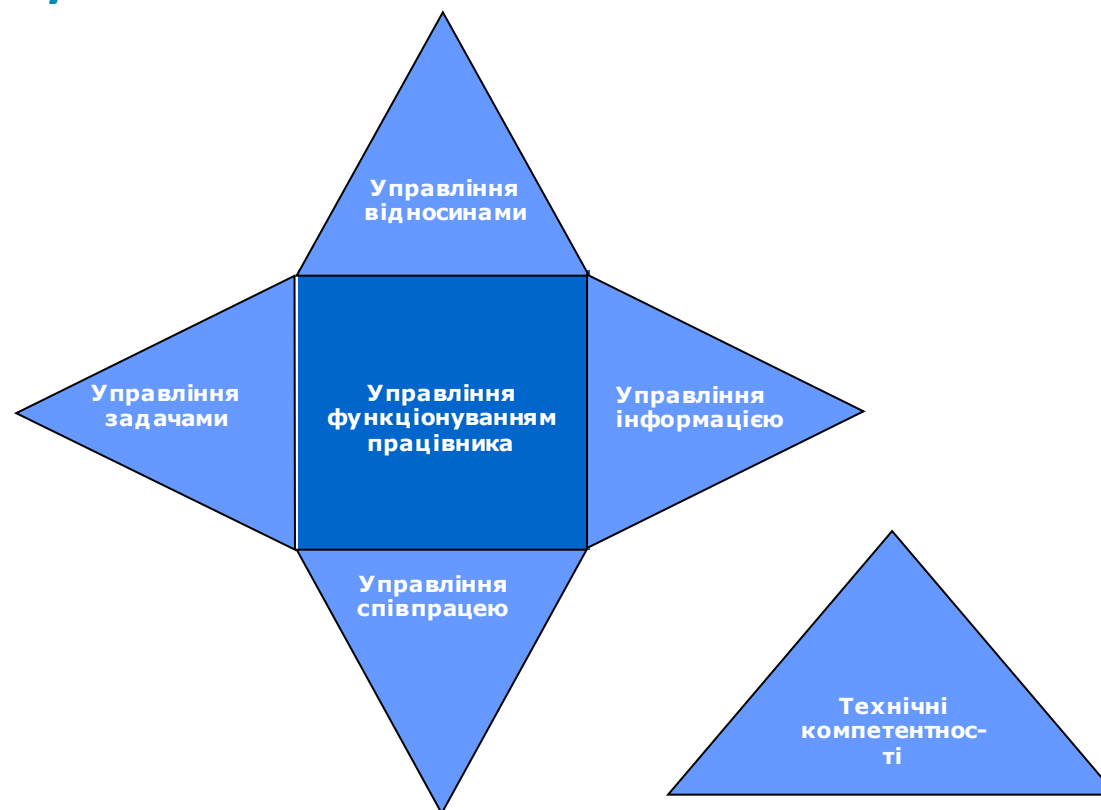 Управління
відносинами
Управління
задачами
Управління
функціонуванням
працівника
Управління
інформацією
Управління
співпрацею
Технічні
компетентнос-
ті